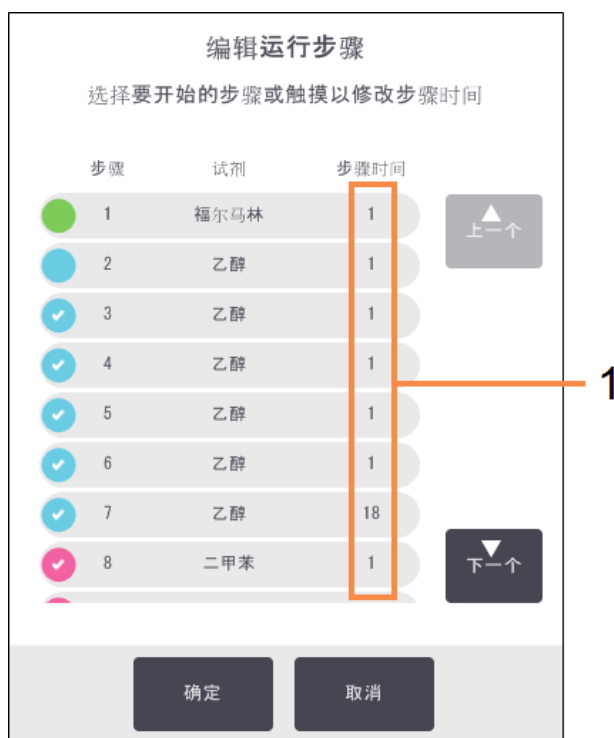 编辑运行步骤
选择要开始的步骤或触摸以修改步骤时间
步骤 试剂 步骤时间
1 福尔马林 1
上一个
2 乙醇 1
3 乙醇 1
4 乙醇 1
1
5 乙醇 1
6 乙醇 1
7 乙醇 18
8 二甲苯 1
下一个
确定 取消